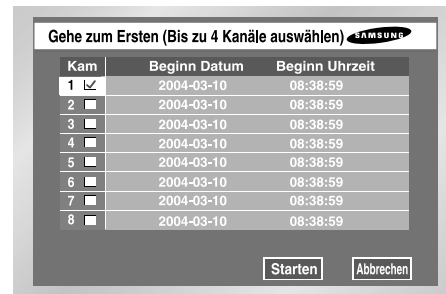 Gehe zum Ersten (Bis zu 4 Kanäle auswählen) SAMSUNG
Kam Beginn Datum Beginn Uhrzeit
1 2004-03-10 08:38:59
2 2004-03-10 08:38:59
3 2004-03-10 08:38:59
4 2004-03-10 08:38:59
5 2004-03-10 08:38:59
6 2004-03-10 08:38:59
7 2004-03-10 08:38:59
8 2004-03-10 08:38:59
Starten Abbrechen